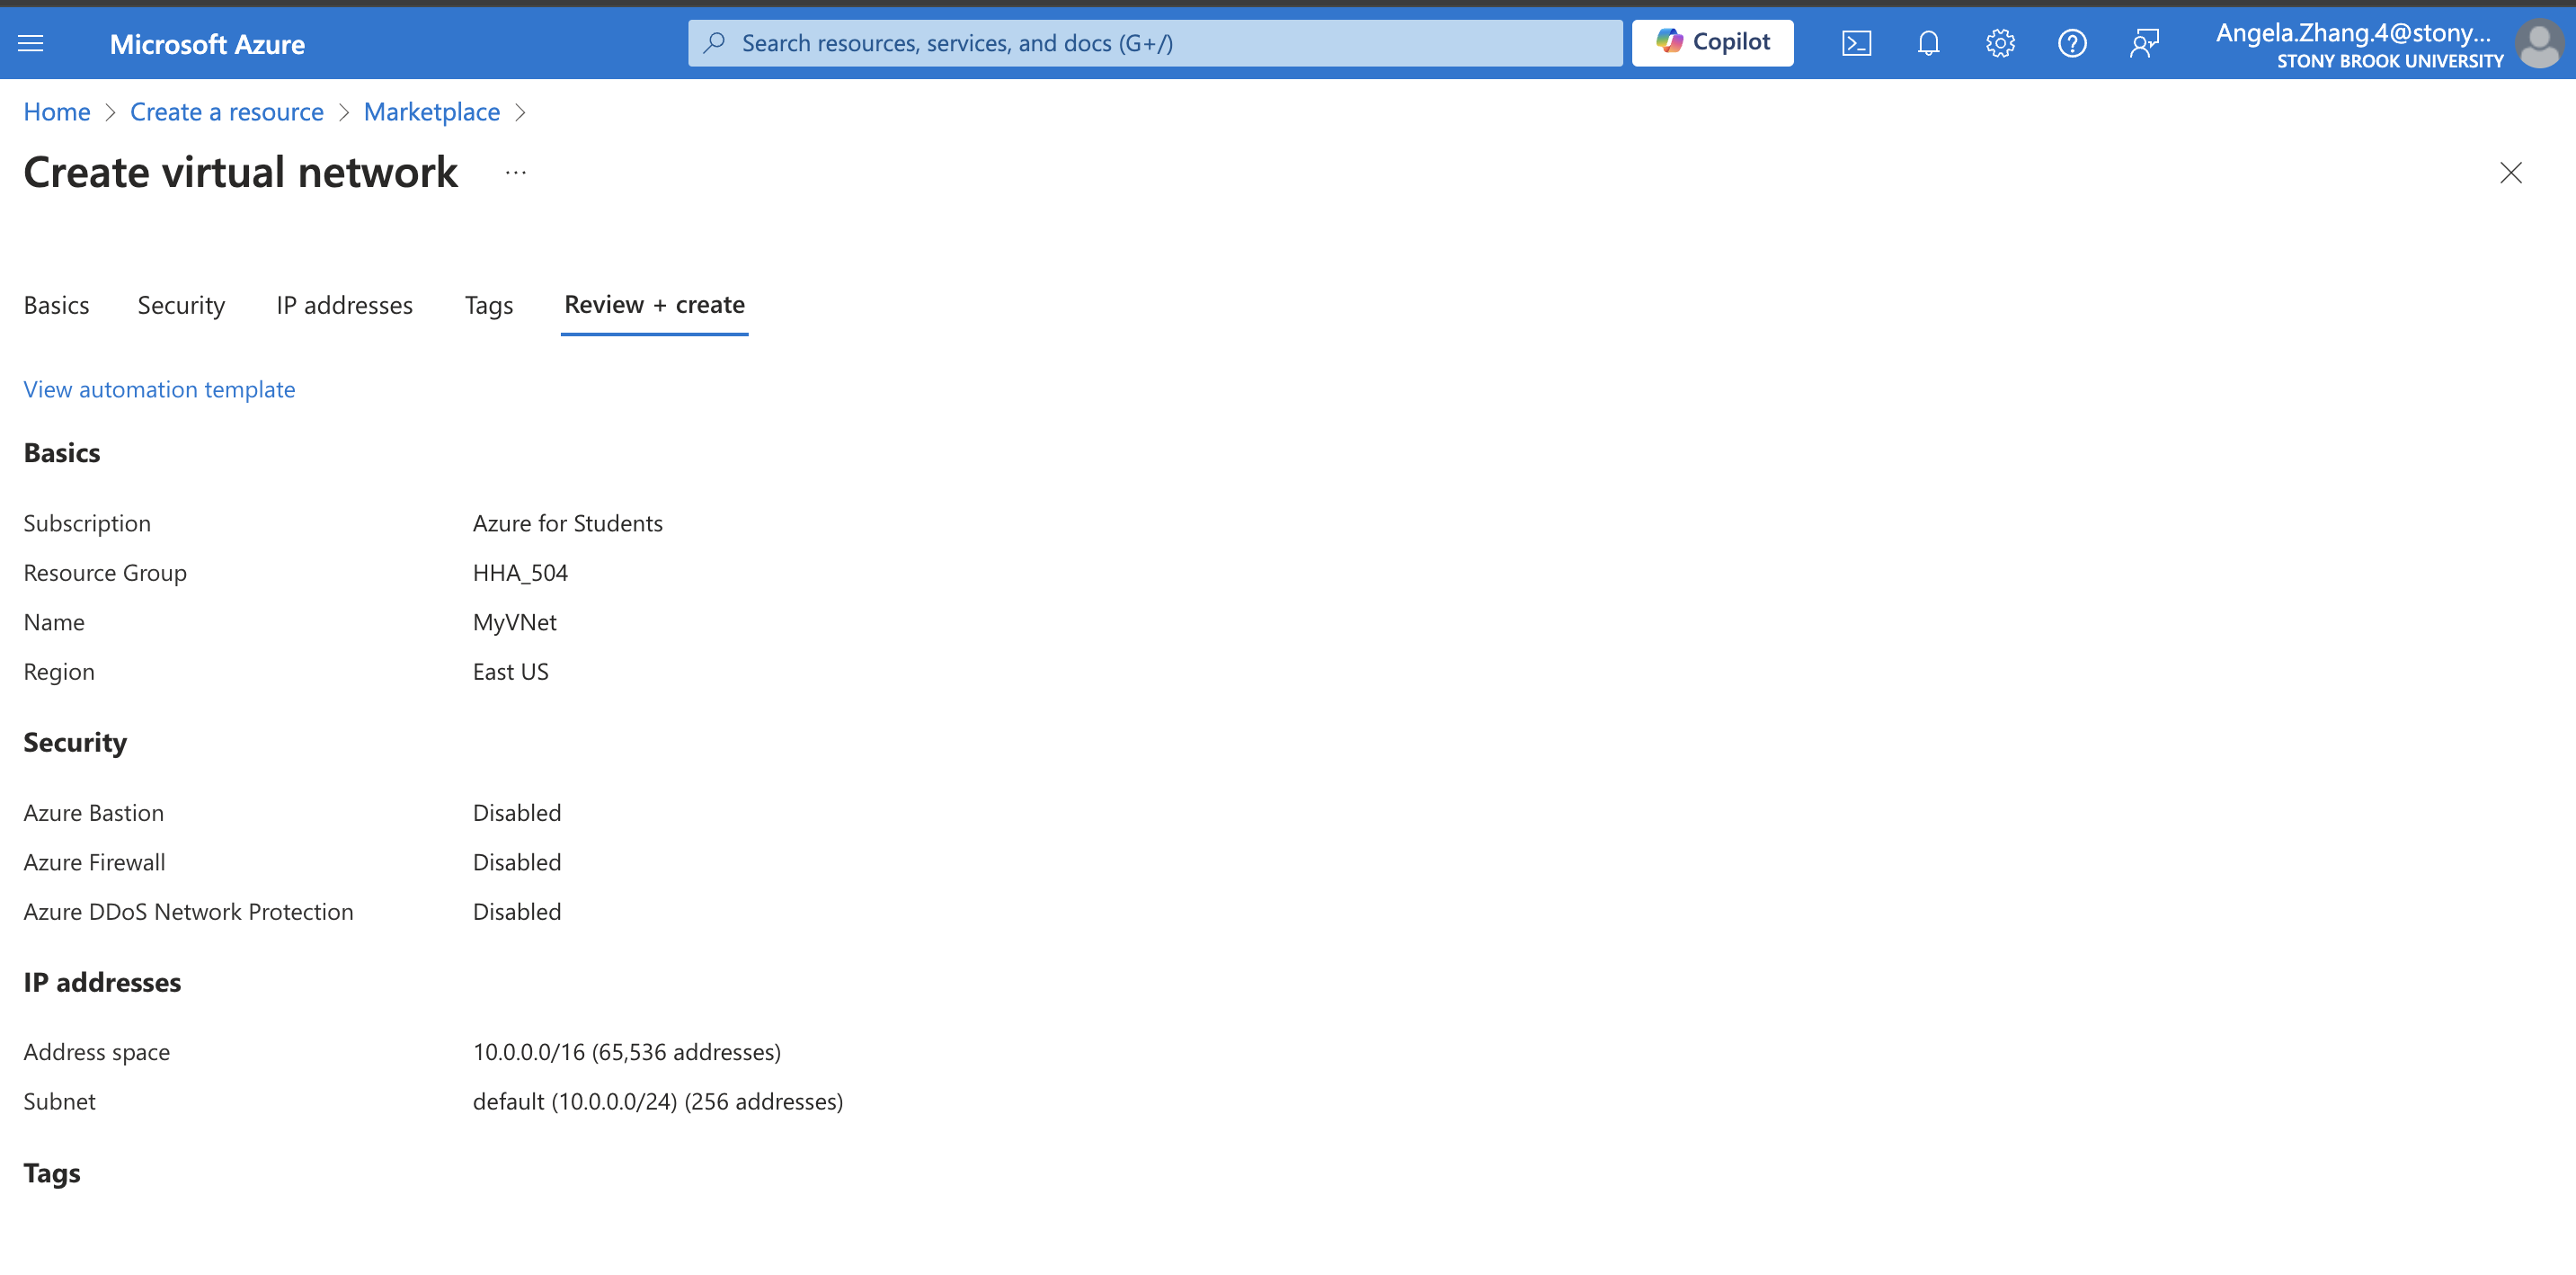 Microsoft Azure
Search resources, services, and docs (G+/)
Copilot
Angela.Zhang.4@stony...
STONY BROOK UNIVERSITY
Home > Create a resource > Marketplace >
Create virtual network ...
Basics Security IP addresses Tags Review + create
View automation template
Basics
Subscription Azure for Students
Resource Group HHA_504
Name MyVNet
Region East US
Security
Azure Bastion Disabled
Azure Firewall Disabled
Azure DDoS Network Protection Disabled
IP addresses
Address space 10.0.0.0/16 (65,536 addresses)
Subnet default (10.0.0.0/24) (256 addresses)
Tags